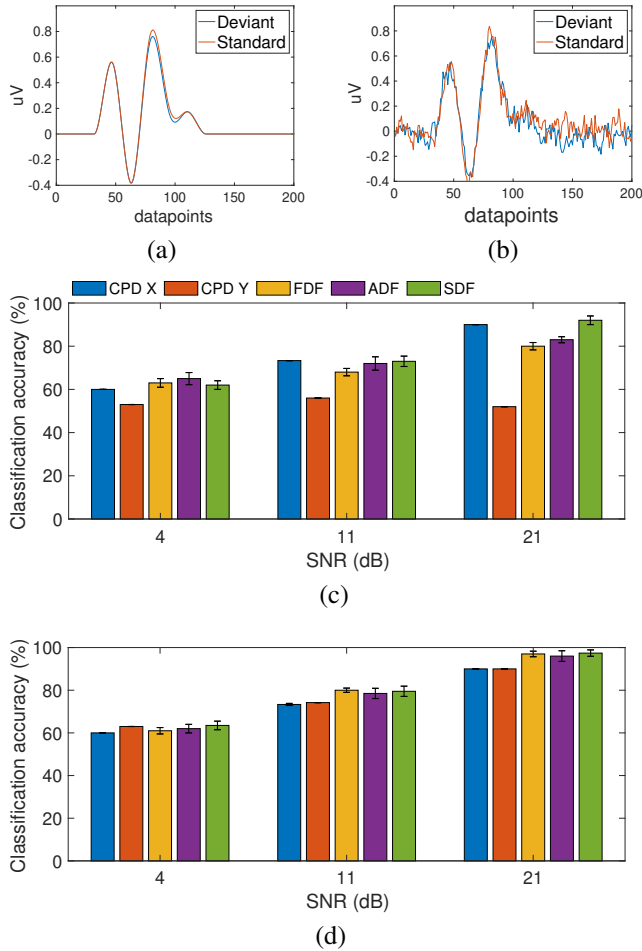 0.8
0.6
0.4
0.2
0
-0.2
-0.4
uV
Deviant
Standard
0 50 100 150 200
datapoints
(a)
0.8
0.6
0.4
0.2
0
-0.2
-0.4
uV
Deviant
Standard
0 50 100 150 200
datapoints
(b)
CPD X CPD Y FDF ADF SDF
Classification accuracy (%)
100
80
60
40
20
0
4 11 21
SNR (dB)
(c)
Classification accuracy (%)
100
80
60
40
20
0
4 11 21
SNR (dB)
(d)